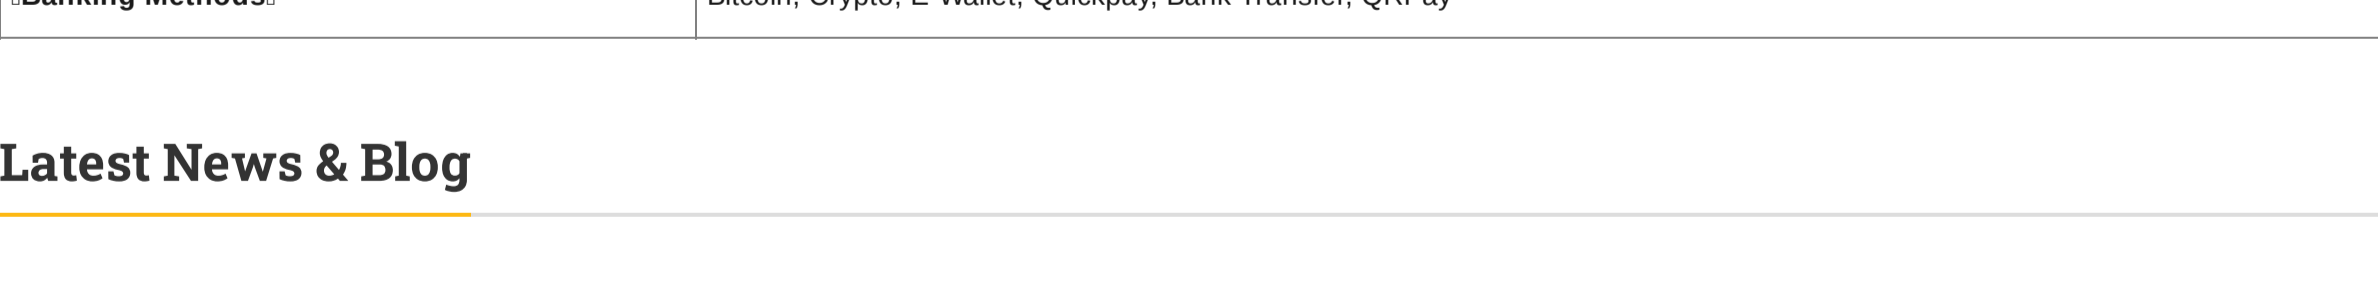 Banking Methods Bitcoin, Crypto, E-Wallet, Quickpay, Bank Transfer, QRPay
Latest News & Blog